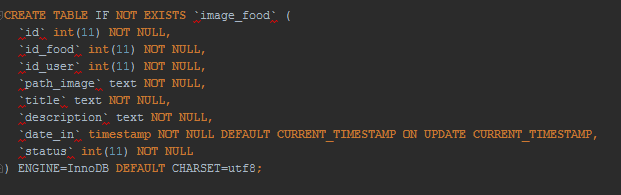 CREATE TABLE IF NOT EXISTS `image_food` (
`id` int(11) NOT NULL,
`id_food` int(11) NOT NULL,
`id_user` int(11) NOT NULL,
`path_image` text NOT NULL,
`title` text NOT NULL,
`description` text NOT NULL,
`date_in` timestamp NOT NULL DEFAULT CURRENT_TIMESTAMP ON UPDATE CURRENT_TIMESTAMP,
`status` int(11) NOT NULL
) ENGINE=InnoDB DEFAULT CHARSET=utf8;